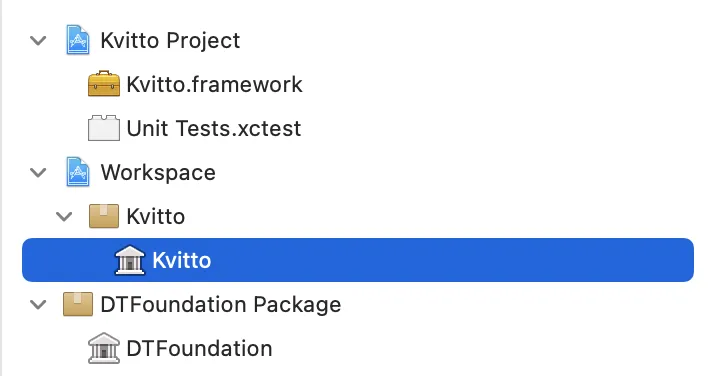 Kvitto Project
Kvitto.framework
Unit Tests.xctest
Workspace
Kvitto
Kvitto
DTFoundation Package
DTFoundation